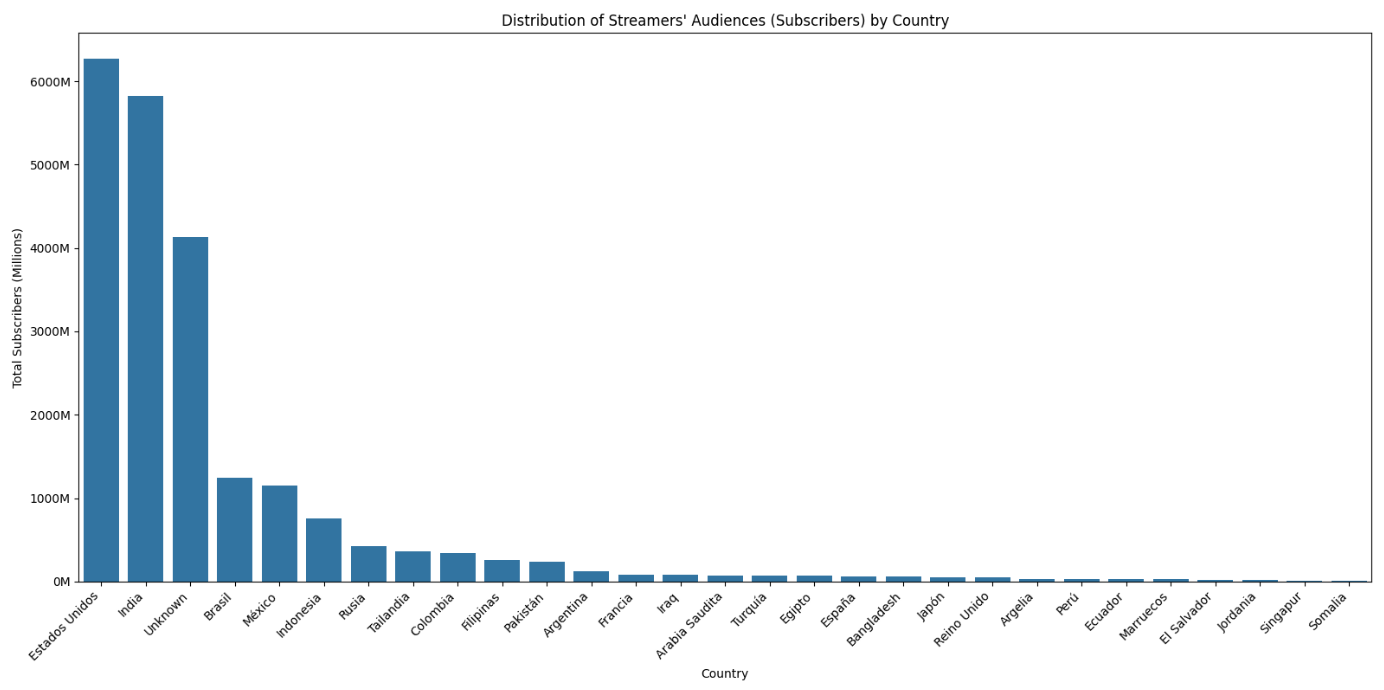 Distribution of Streamers' Audiences (Subscribers) by Country
Total Subscribers (Millions)
6000M
5000M
4000M
3000M
2000M
1000M
0M
Estados Unidos
India
Unknown
Brasil
México
Indonesia
Rusia
Tailandia
Colombia
Filipinas
Pakistán
Argentina
Francia
Iraq
Arabia Saudita
Turquía
Egipto
España
Bangladesh
Japón
Reino Unido
Argelia
Perú
Ecuador
Marruecos
El Salvador
Jordania
Singapur
Somalia
Country